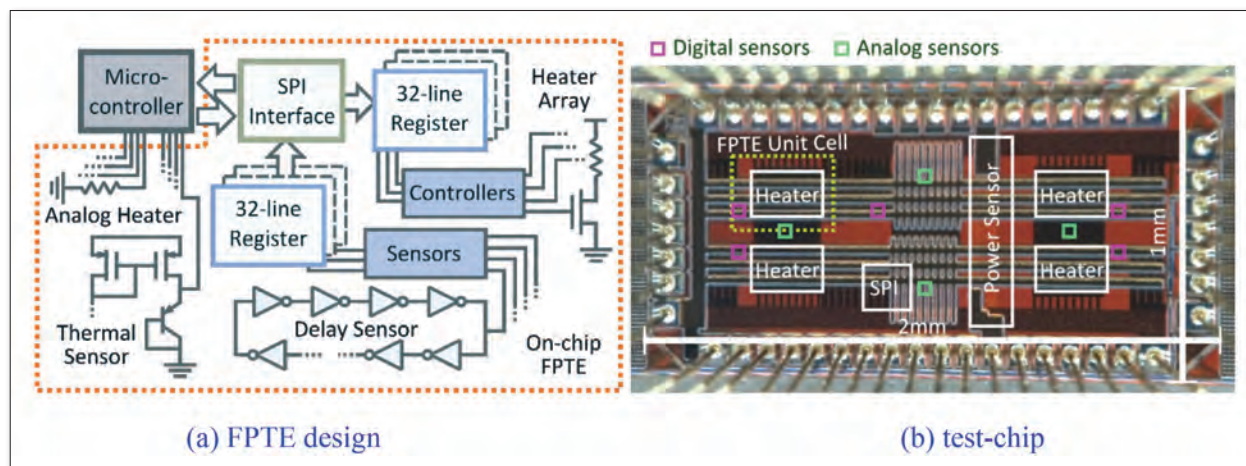 Micro-
controller
SPI
Interface
32-line
Register
Heater
Array
Analog Heater
32-line
Register
Controllers
Sensors
Thermal
Sensor
Delay Sensor
On-chip
FPTE
(a) FPTE design
Digital sensors
Analog sensors
FPTE Unit Cell
Heater
Heater
Power Sensor
Heater
Heater
SPI
1mm
2mm
(b) test-chip